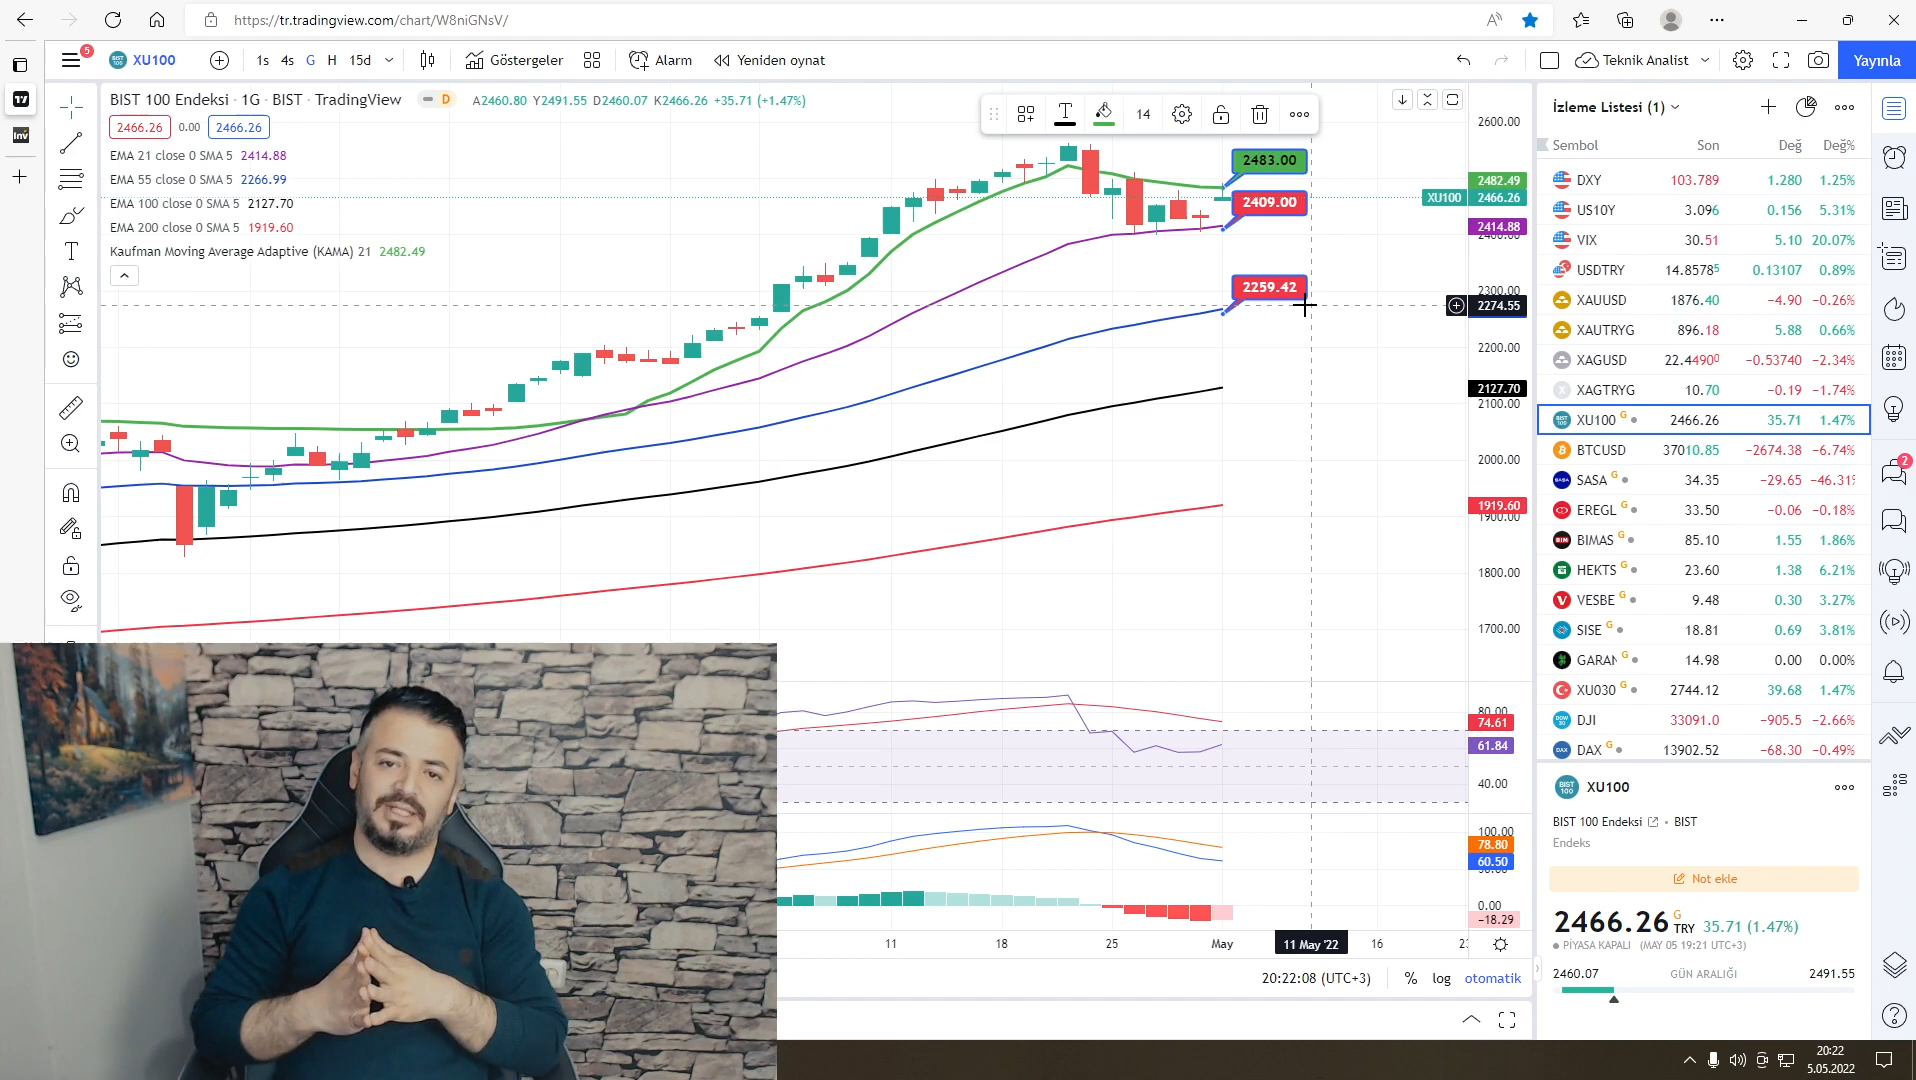 https://tr.tradingview.com/chart/W8niGNsV/
5
BIST 100
XU100
1s 4s G H 15d
Göstergeler
Alarm
Yeniden oynat
Teknik Analist
Yayınla
BIST 100 Endeksi · 1G · BIST · TradingView
D
A2460.80 Y2491.55 D2460.07 K2466.26 +35.71 (+1.47%)
2466.26 0.00 2466.26
EMA 21 close 0 SMA 5 2414.88
EMA 55 close 0 SMA 5 2266.99
EMA 100 close 0 SMA 5 2127.70
EMA 200 close 0 SMA 5 1919.60
Kaufman Moving Average Adaptive (KAMA) 21 2482.49
14
2483.00
2409.00
2259.42
2600.00
2482.49
XU100 2466.26
2414.88
2300.00
2274.55
2200.00
2127.70
2100.00
2000.00
1919.60
1900.00
1800.00
1700.00
80.00
74.61
61.84
40.00
100.00
78.80
60.50
0.00
−18.29
11 18 25 May 11 May '22 16
20:22:08 (UTC+3) % log otomatik
İzleme Listesi (1)
Sembol Son Değ Değ%
DXY 103.789 1.280 1.25%
US10Y 3.096 0.156 5.31%
VIX 30.51 5.10 20.07%
USDTRY 14.85785 0.13107 0.89%
XAUUSD 1876.40 −4.90 −0.26%
XAUTRYG 896.18 5.88 0.66%
XAGUSD 22.44900 −0.53740 −2.34%
XAGTRYG 10.70 −0.19 −1.74%
XU100 G 2466.26 35.71 1.47%
BTCUSD 37010.85 −2674.38 −6.74%
SASA G 34.35 −29.65 −46.31%
EREGL G 33.50 −0.06 −0.18%
BIMAS G 85.10 1.55 1.86%
HEKTS G 23.60 1.38 6.21%
VESBE G 9.48 0.30 3.27%
SISE G 18.81 0.69 3.81%
GARAN G 14.98 0.00 0.00%
XU030 G 2744.12 39.68 1.47%
DJI 33091.0 −905.5 −2.66%
DAX G 13902.52 −68.30 −0.49%
BIST 100
XU100
BIST 100 Endeksi • BIST
Endeks
Not ekle
2466.26 G TRY 35.71 (1.47%)
PİYASA KAPALI (MAY 05 19:21 UTC+3)
2460.07 GÜN ARALIĞI 2491.55
2
20:22
5.05.2022